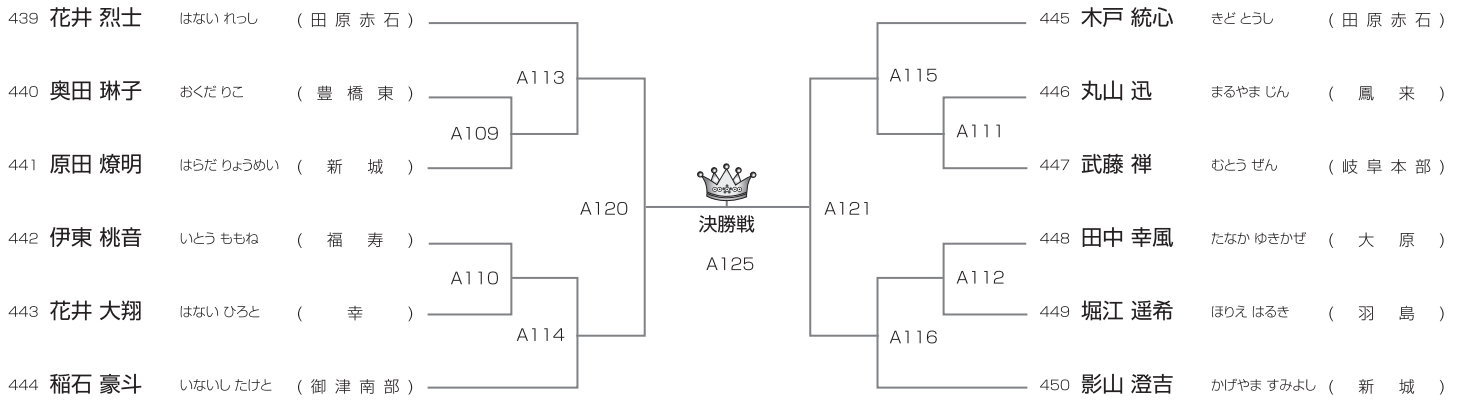 439 花井 烈士 はない れっし (田原赤石)
A113
440 奥田 琳子 おくだ りこ (豊橋東)
A109
441 原田 燎明 はらだ りょうめい (新城)
A120
442 伊東 桃音 いとう ももね (福寿)
A110
443 花井 大翔 はない ひろと (幸)
A114
444 稲石 豪斗 いないし たけと (御津南部)
決勝戦
A125
445 木戸 統心 きど とうし (田原赤石)
A115
446 丸山 迅 まるやま じん (鳳来)
A111
447 武藤 禅 むとう ぜん (岐阜本部)
A121
448 田中 幸風 たなか ゆきかぜ (大原)
A112
449 堀江 遥希 ほりえ はるき (羽島)
A116
450 影山 澄吉 かげやま すみよし (新城)